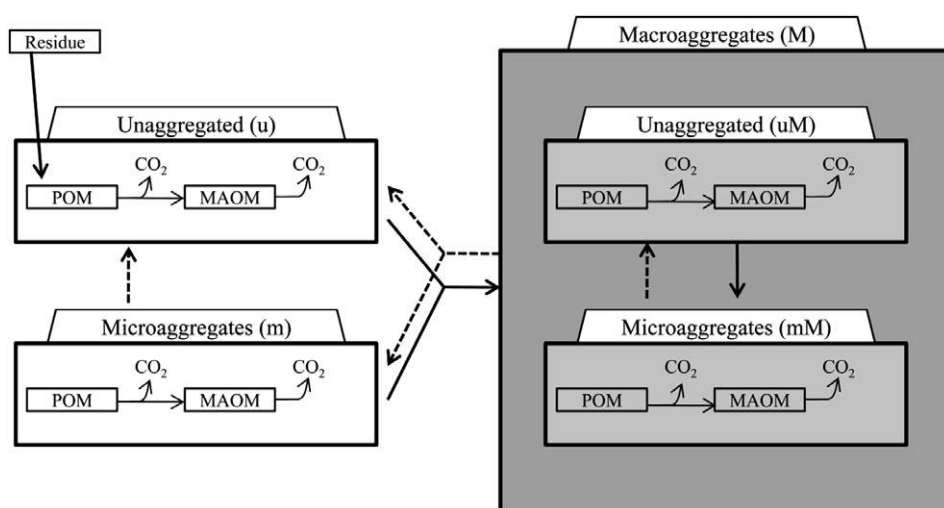 Residue
Macroaggregates (M)
Unaggregated (u)
CO₂
CO₂
POM
MAOM
Unaggregated (uM)
CO₂
CO₂
POM
MAOM
Microaggregates (m)
CO₂
CO₂
POM
MAOM
Microaggregates (mM)
CO₂
CO₂
POM
MAOM